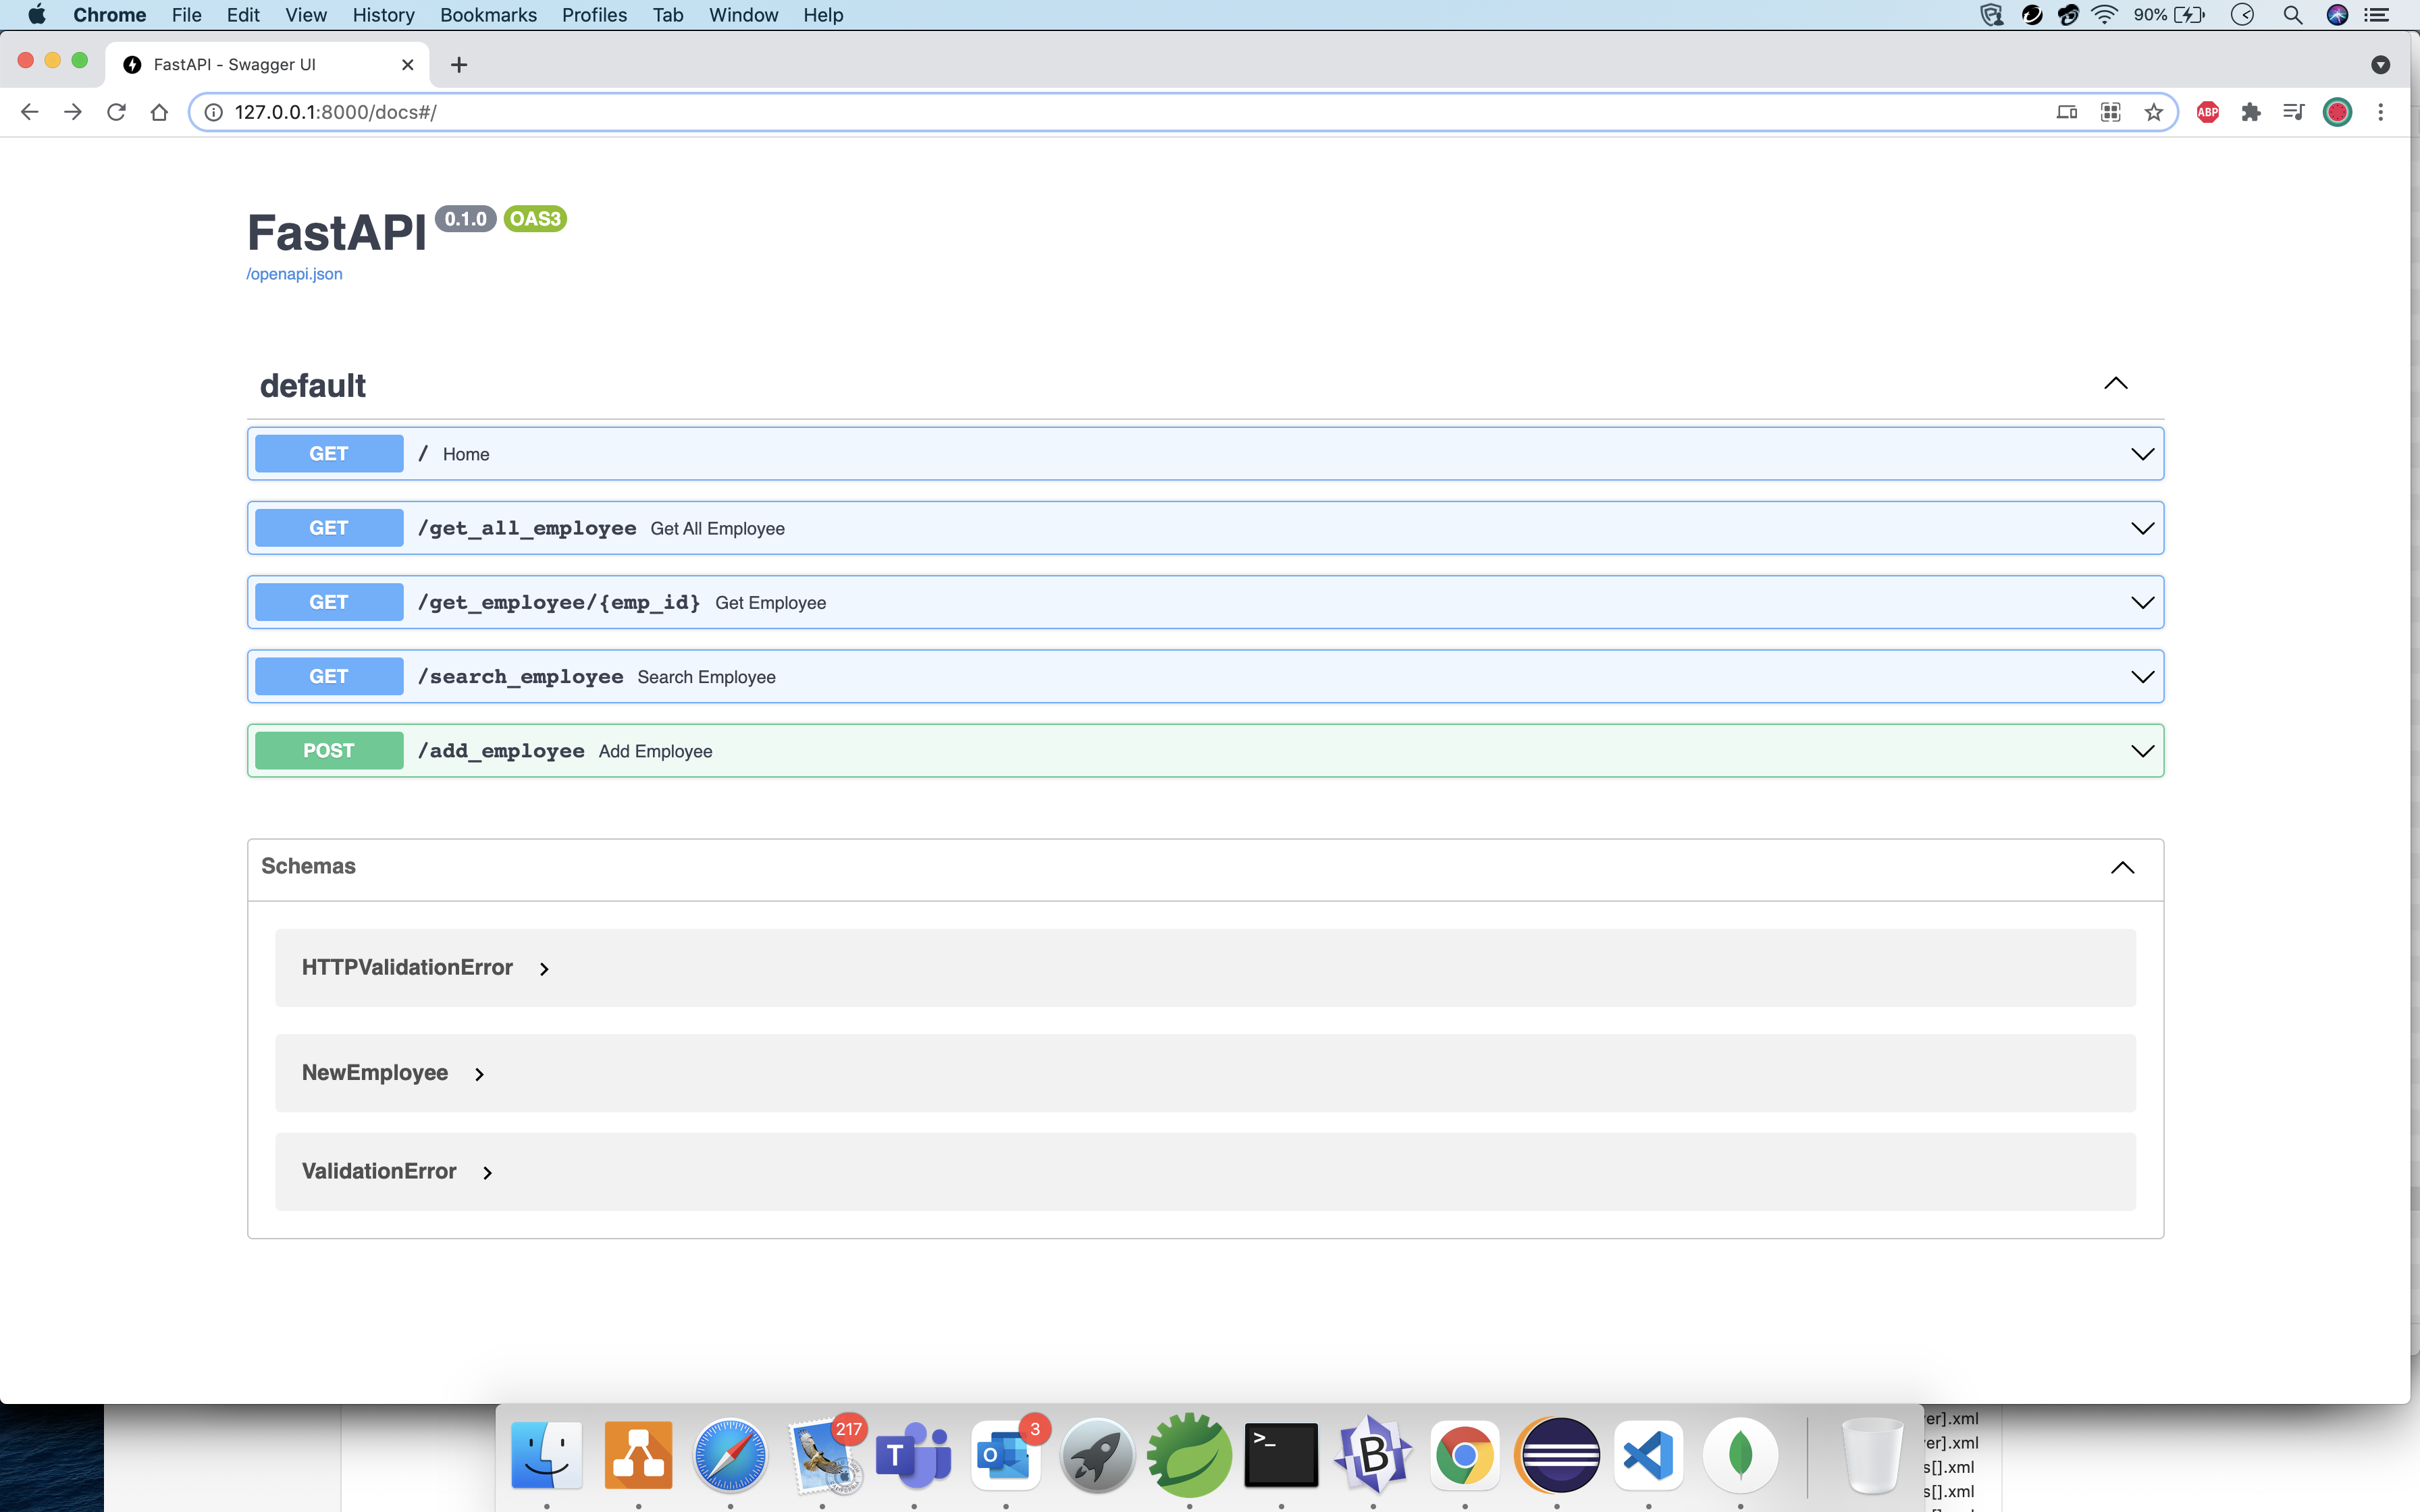 Chrome File Edit View History Bookmarks Profiles Tab Window Help 90%
FastAPI - Swagger UI
127.0.0.1:8000/docs#/
ABP
FastAPI 0.1.0 OAS3
/openapi.json
default
GET / Home
GET /get_all_employee Get All Employee
GET /get_employee/{emp_id} Get Employee
GET /search_employee Search Employee
POST /add_employee Add Employee
Schemas
HTTPValidationError
NewEmployee
ValidationError
217
3
T
O
>_
B
er].xml
er].xml
s[].xml
s[].xml